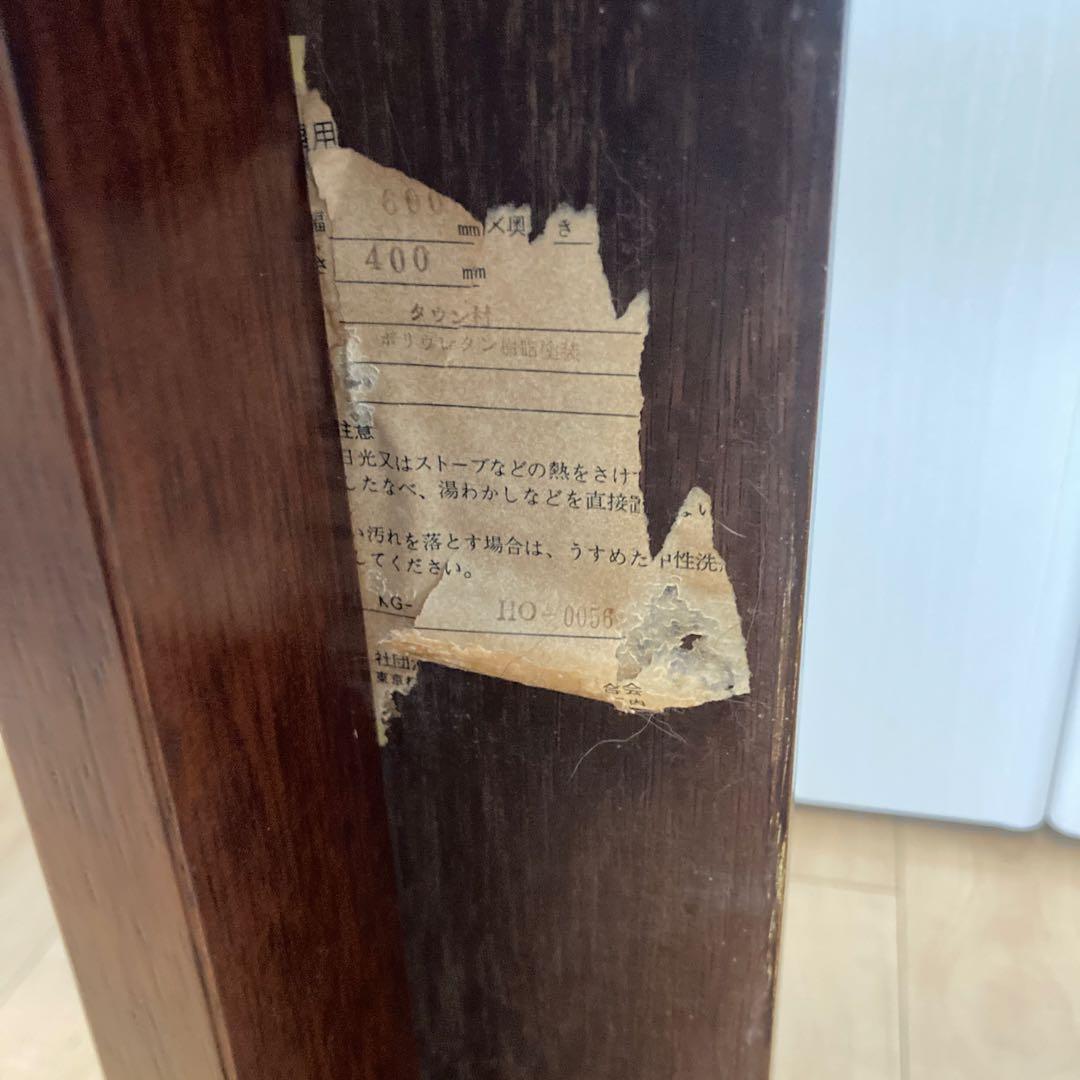 用
600 mm×奥 き
400 mm
タウン材
ポリウレタン樹脂塗装
注意
日光又はストーブなどの熱をさけ
したなべ、湯わかしなどを直接 ない
い汚れを落とす場合は、うすめた中性洗
してください。
KG- HO-0056
社団
東京 合会